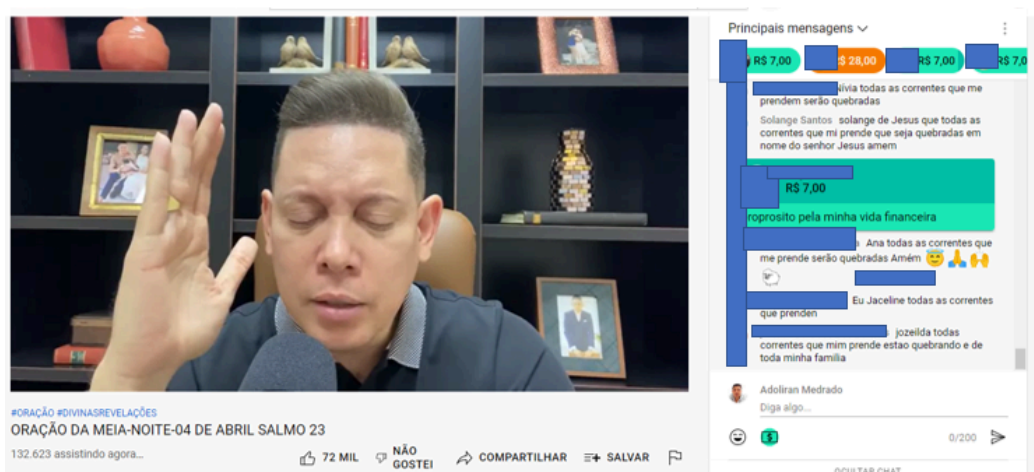 Principais mensagens
R$ 7,00
$ 28,00
R$ 7,00
R$ 7,0
Nívia todas as correntes que me
prendem serão quebradas
Solange Santos solange de Jesus que todas as
correntes que mi prende que seja quebradas em
nome do senhor Jesus amem
R$ 7,00
roprosito pela minha vida financeira
Ana todas as correntes que
me prende serão quebradas Amém 😇🙏🙌
Eu Jaceline todas as correntes
que prenden
jozeilda todas
correntes que mim prende estao quebrando e de
toda minha familia
Adoliran Medrado
Diga algo...
0/200
OCULTAR CHAT
#ORAÇÃO #DIVINASREVELAÇÕES
ORAÇÃO DA MEIA-NOITE-04 DE ABRIL SALMO 23
132.623 assistindo agora...
72 MIL
NÃO
GOSTEI
COMPARTILHAR
SALVAR